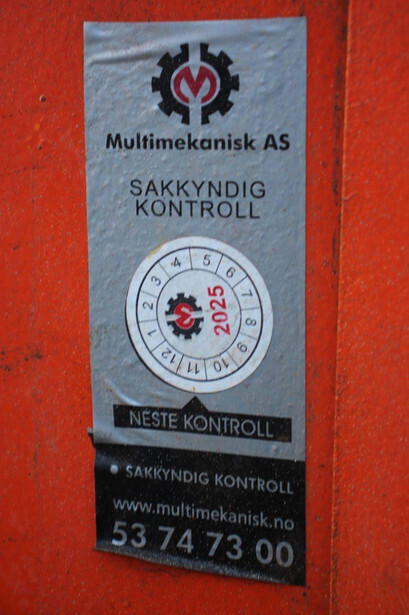 M
Multimekanisk AS
SAKKYNDIG
KONTROLL
1 2 3 4 5 6 7 8 9 10 11 12
M
2025
NESTE KONTROLL
• SAKKYNDIG KONTROLL
www.multimekanisk.no
53 74 73 00